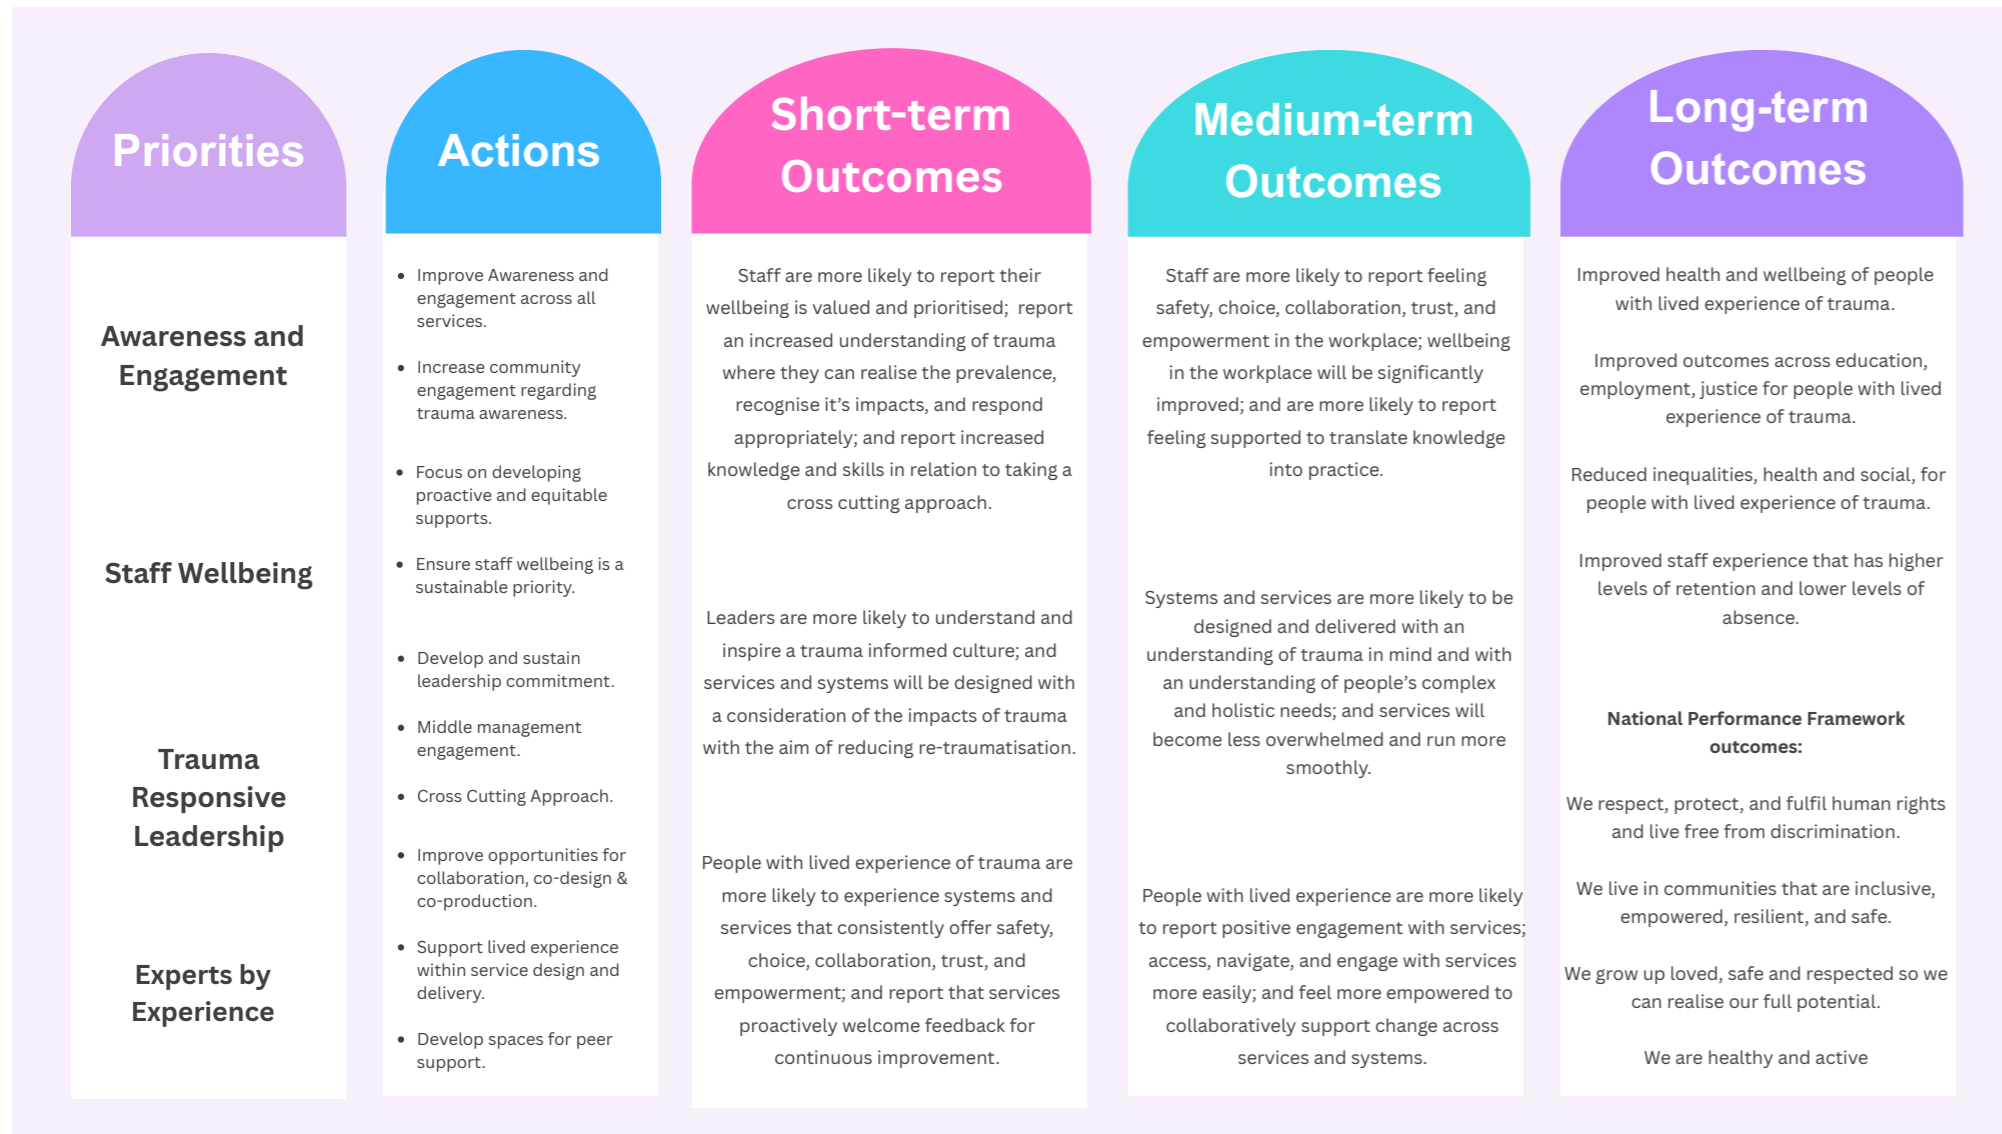 Priorities
Awareness and
Engagement
Staff Wellbeing
Trauma
Responsive
Leadership
Experts by
Experience
Actions
• Improve Awareness and
engagement across all
services.
• Increase community
engagement regarding
trauma awareness.
• Focus on developing
proactive and equitable
supports.
• Ensure staff wellbeing is a
sustainable priority.
• Develop and sustain
leadership commitment.
• Middle management
engagement.
• Cross Cutting Approach.
• Improve opportunities for
collaboration, co-design &
co-production.
• Support lived experience
within service design and
delivery.
• Develop spaces for peer
support.
Short-term
Outcomes
Staff are more likely to report their
wellbeing is valued and prioritised; report
an increased understanding of trauma
where they can realise the prevalence,
recognise it’s impacts, and respond
appropriately; and report increased
knowledge and skills in relation to taking a
cross cutting approach.
Leaders are more likely to understand and
inspire a trauma informed culture; and
services and systems will be designed with
a consideration of the impacts of trauma
with the aim of reducing re-traumatisation.
People with lived experience of trauma are
more likely to experience systems and
services that consistently offer safety,
choice, collaboration, trust, and
empowerment; and report that services
proactively welcome feedback for
continuous improvement.
Medium-term
Outcomes
Staff are more likely to report feeling
safety, choice, collaboration, trust, and
empowerment in the workplace; wellbeing
in the workplace will be significantly
improved; and are more likely to report
feeling supported to translate knowledge
into practice.
Systems and services are more likely to be
designed and delivered with an
understanding of trauma in mind and with
an understanding of people’s complex
and holistic needs; and services will
become less overwhelmed and run more
smoothly.
People with lived experience are more likely
to report positive engagement with services;
access, navigate, and engage with services
more easily; and feel more empowered to
collaboratively support change across
services and systems.
Long-term
Outcomes
Improved health and wellbeing of people
with lived experience of trauma.
Improved outcomes across education,
employment, justice for people with lived
experience of trauma.
Reduced inequalities, health and social, for
people with lived experience of trauma.
Improved staff experience that has higher
levels of retention and lower levels of
absence.
National Performance Framework
outcomes:
We respect, protect, and fulfil human rights
and live free from discrimination.
We live in communities that are inclusive,
empowered, resilient, and safe.
We grow up loved, safe and respected so we
can realise our full potential.
We are healthy and active